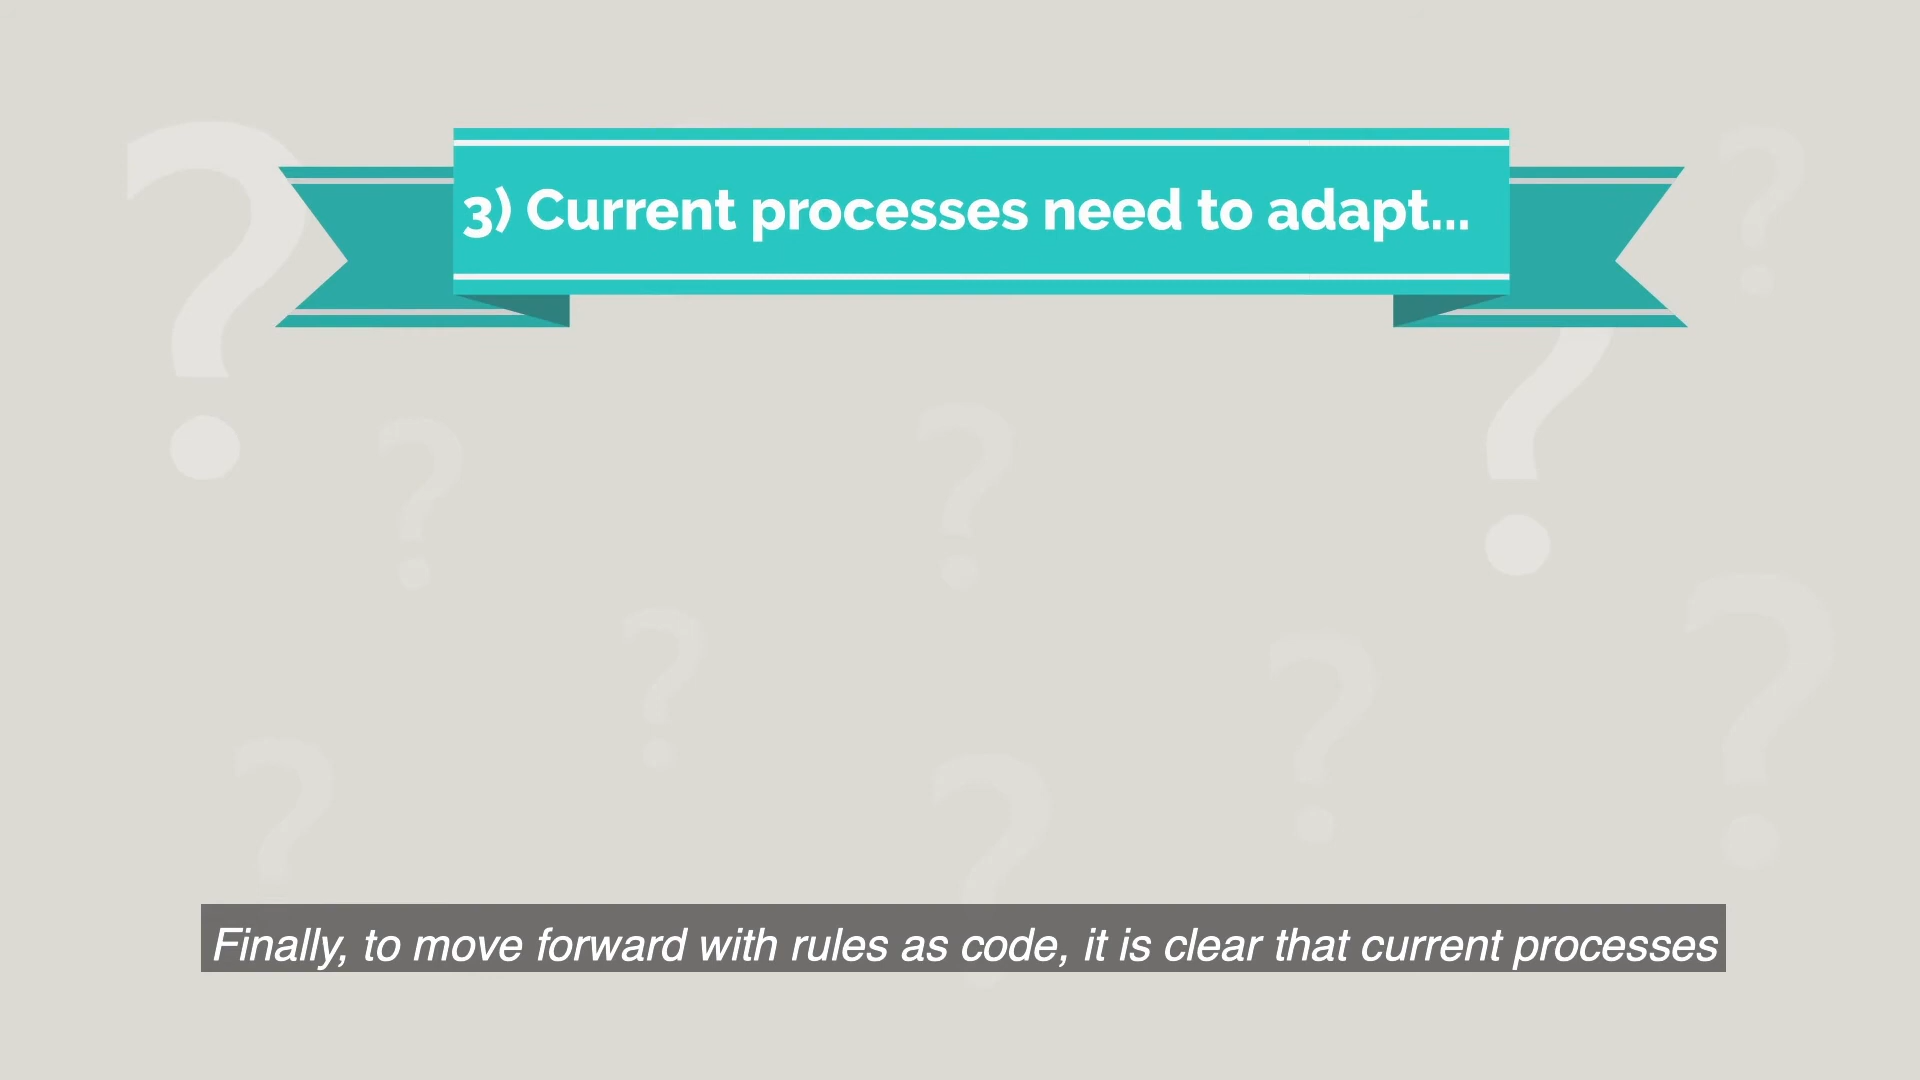 3) Current processes need to adapt...
Finally, to move forward with rules as code, it is clear that current processes